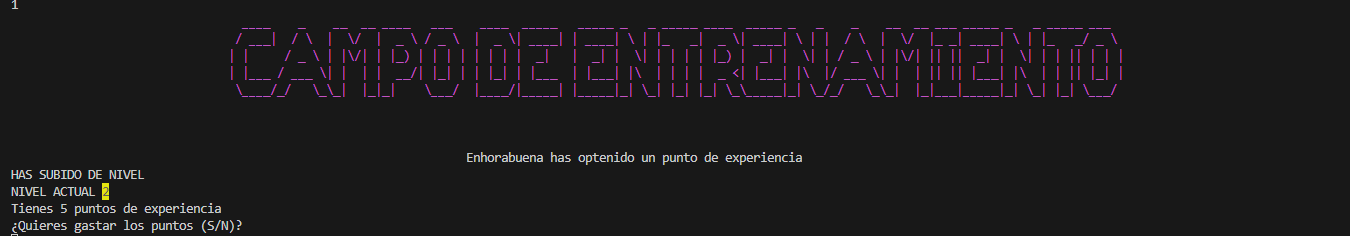 1
CAMPO DE ENTRENAMIENTO
Enhorabuena has optenido un punto de experiencia
HAS SUBIDO DE NIVEL
NIVEL ACTUAL 2
Tienes 5 puntos de experiencia
¿Quieres gastar los puntos (S/N)?